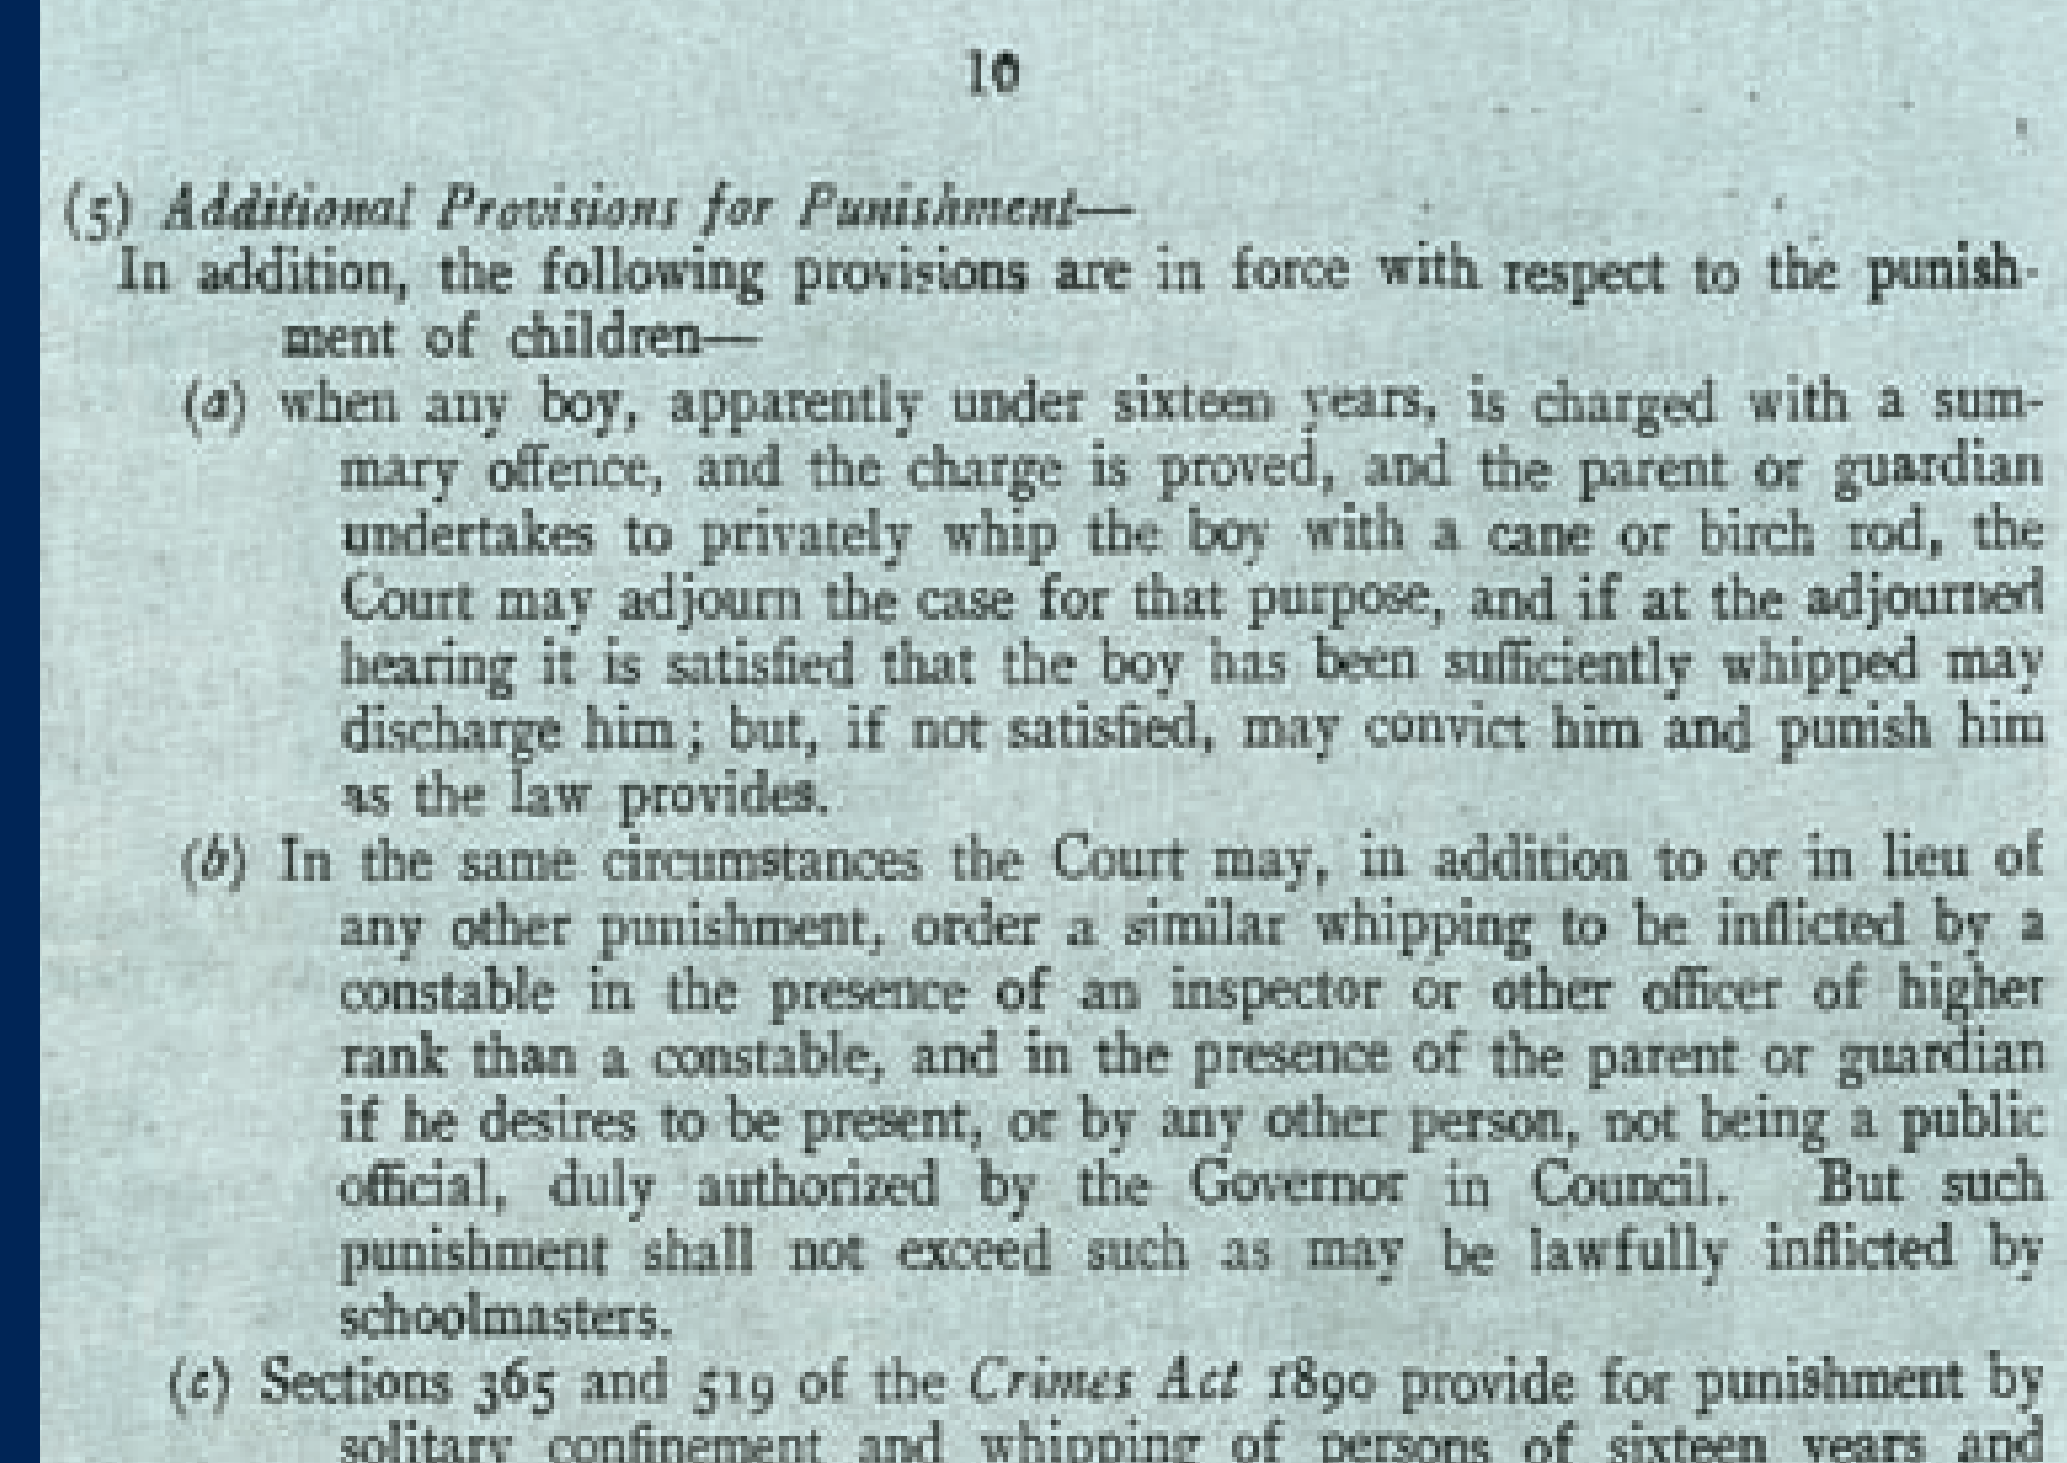 10
(5) Additional Provisions for Punishment—
In addition, the following provisions are in force with respect to the punish-
ment of children—
(a) when any boy, apparently under sixteen years, is charged with a sum-
mary offence, and the charge is proved, and the parent or guardian
undertakes to privately whip the boy with a cane or birch rod, the
Court may adjourn the case for that purpose, and if at the adjourned
hearing it is satisfied that the boy has been sufficiently whipped may
discharge him; but, if not satisfied, may convict him and punish him
as the law provides.
(b) In the same circumstances the Court may, in addition to or in lieu of
any other punishment, order a similar whipping to be inflicted by a
constable in the presence of an inspector or other officer of higher
rank than a constable, and in the presence of the parent or guardian
if he desires to be present, or by any other person, not being a public
official, duly authorized by the Governor in Council. But such
punishment shall not exceed such as may be lawfully inflicted by
schoolmasters.
(c) Sections 365 and 519 of the Crimes Act 1890 provide for punishment by
solitary confinement and whipping of persons of sixteen years and